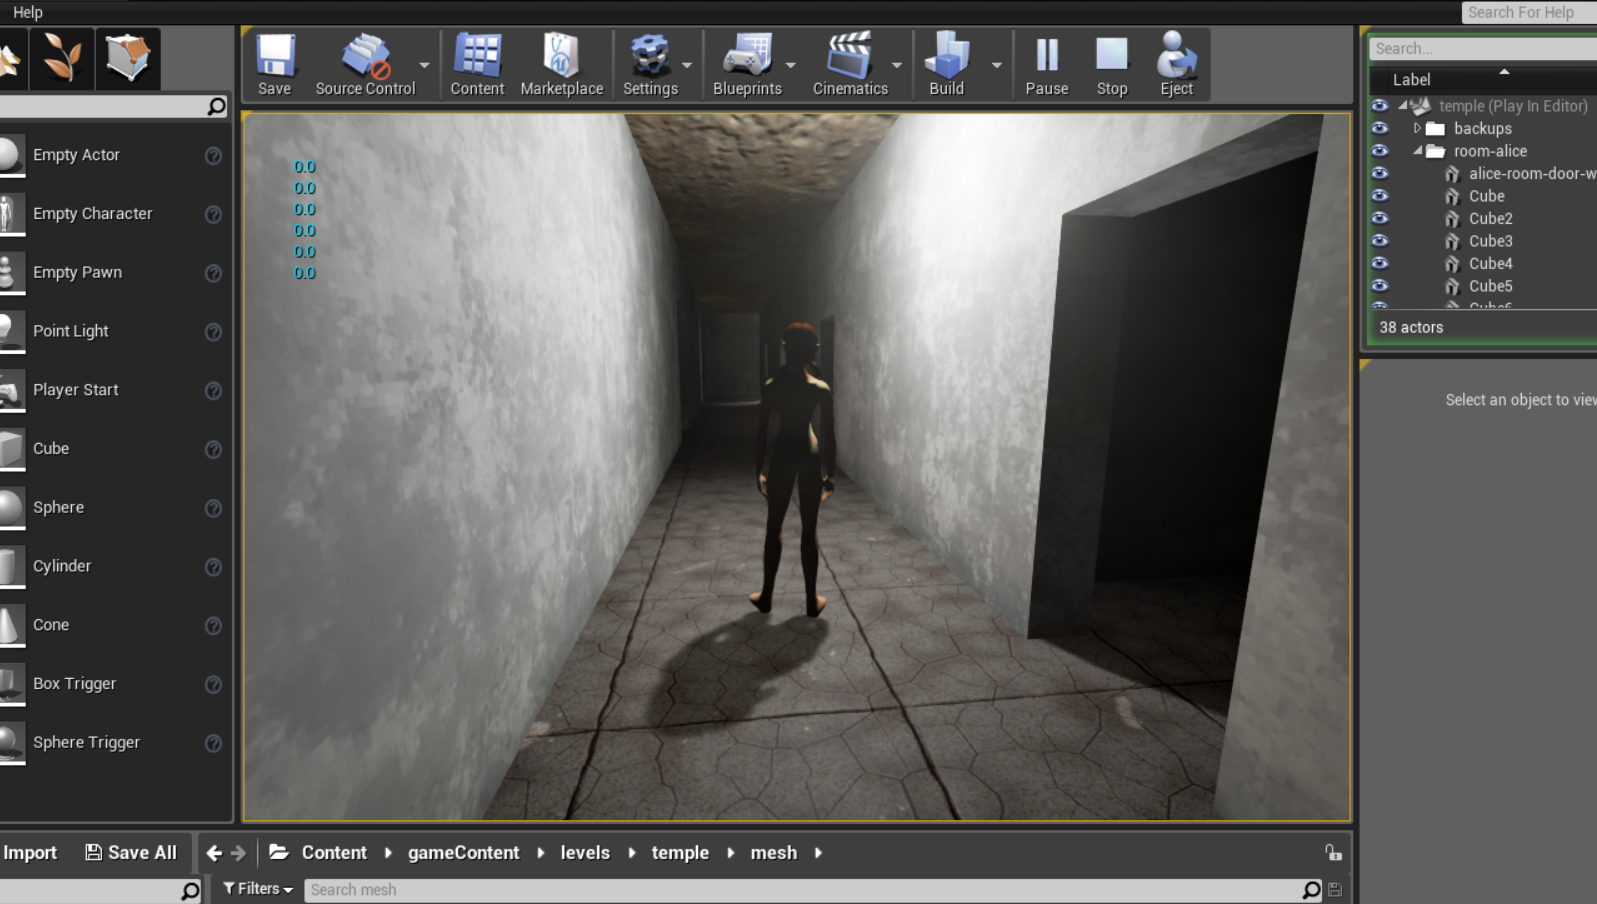 Help
Search For Help
Save
Source Control
Content
Marketplace
Settings
Blueprints
Cinematics
Build
Pause
Stop
Eject
Search...
Label
temple (Play In Editor)
backups
room-alice
alice-room-door-w
Cube
Cube2
Cube3
Cube4
Cube5
Cube6
38 actors
Select an object to view
Empty Actor
Empty Character
Empty Pawn
Point Light
Player Start
Cube
Sphere
Cylinder
Cone
Box Trigger
Sphere Trigger
0.0
0.0
0.0
0.0
0.0
0.0
Import
Save All
Content
gameContent
levels
temple
mesh
Filters
Search mesh